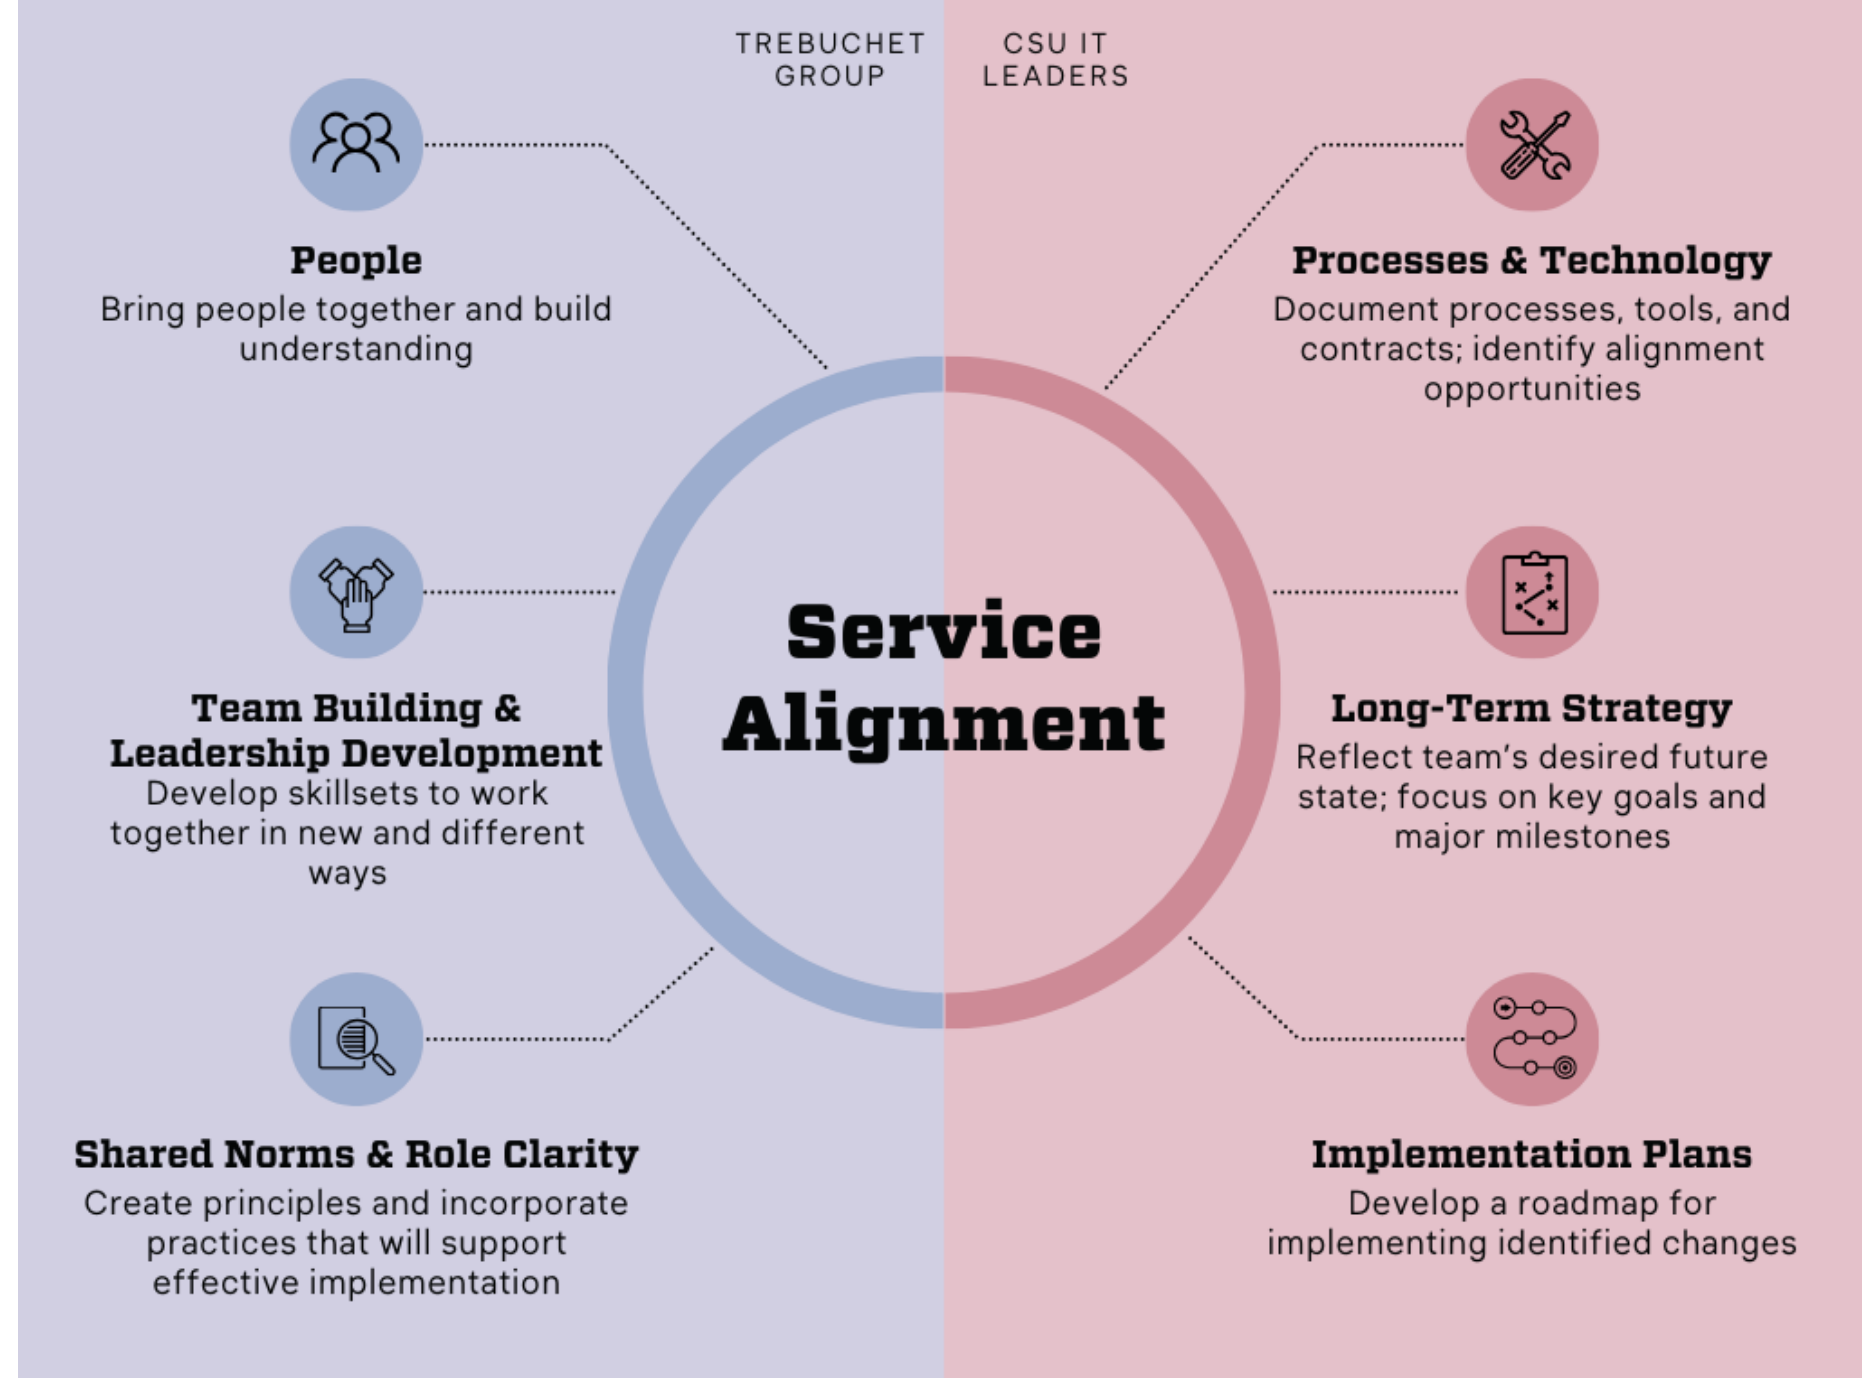 TREBUCHET
GROUP
People
Bring people together and build
understanding
Team Building &
Leadership Development
Develop skillsets to work
together in new and different
ways
Shared Norms & Role Clarity
Create principles and incorporate
practices that will support
effective implementation
Service
Alignment
CSU IT
LEADERS
Processes & Technology
Document processes, tools, and
contracts; identify alignment
opportunities
Long-Term Strategy
Reflect team's desired future
state; focus on key goals and
major milestones
Implementation Plans
Develop a roadmap for
implementing identified changes